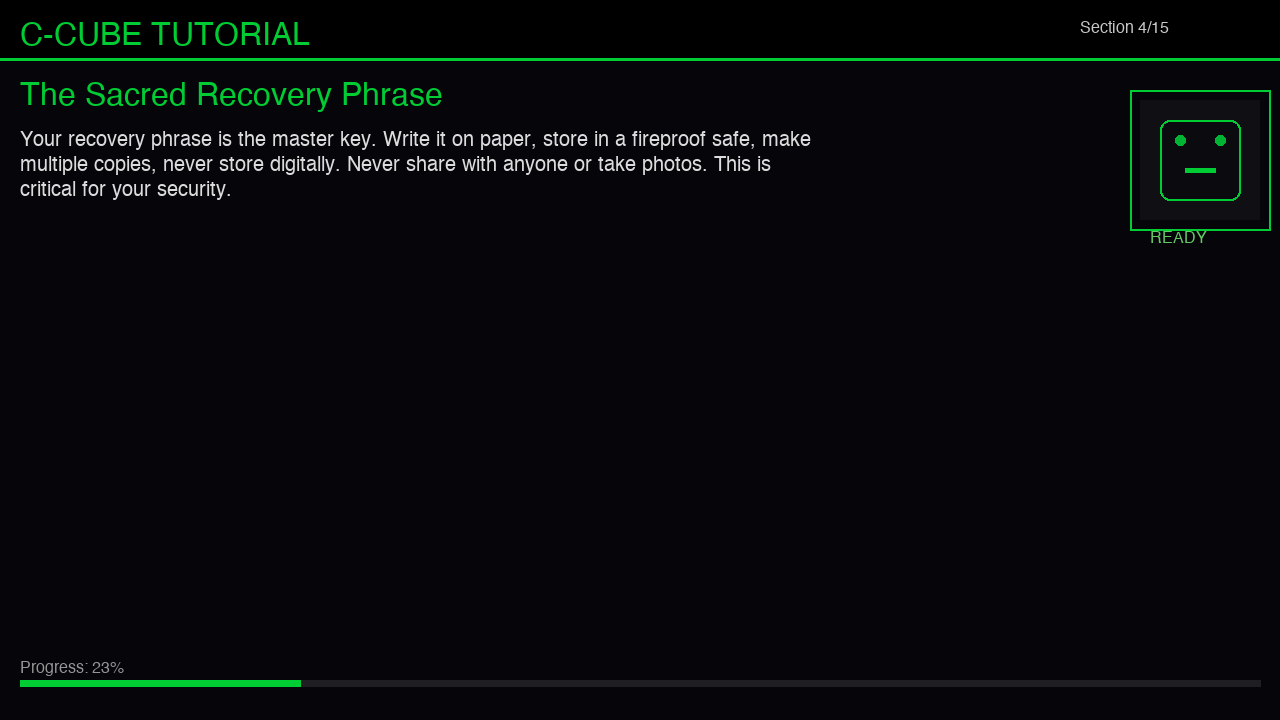 C-CUBE TUTORIAL
Section 4/15
The Sacred Recovery Phrase
Your recovery phrase is the master key. Write it on paper, store in a fireproof safe, make
multiple copies, never store digitally. Never share with anyone or take photos. This is
critical for your security.
READY
Progress: 23%